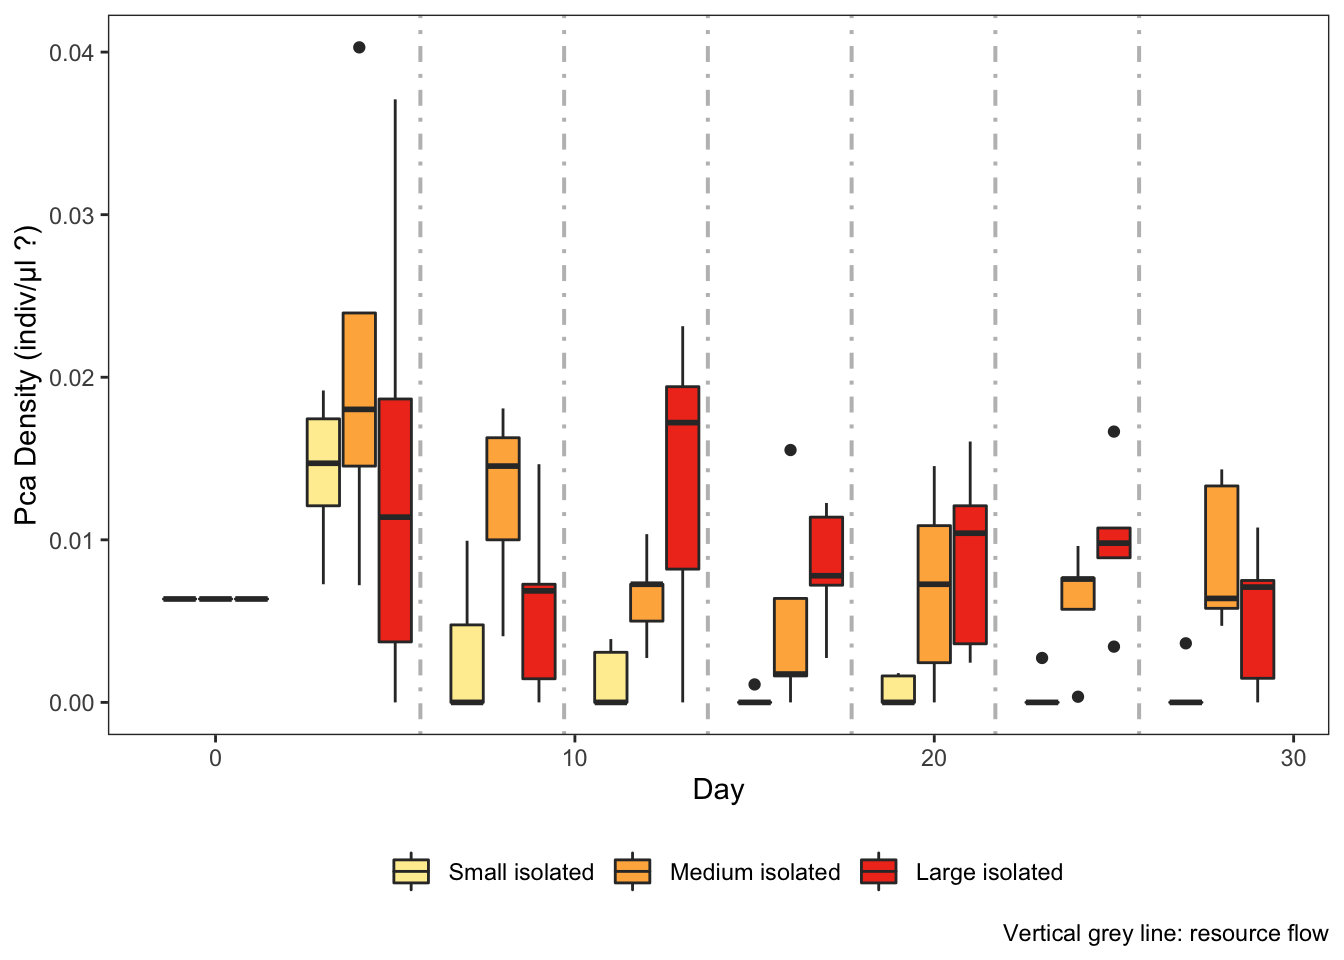 Pca Density (indiv/µl ?)
0.04
0.03
0.02
0.01
0.00
0 10 20 30
Day
Small isolated Medium isolated Large isolated
Vertical grey line: resource flow